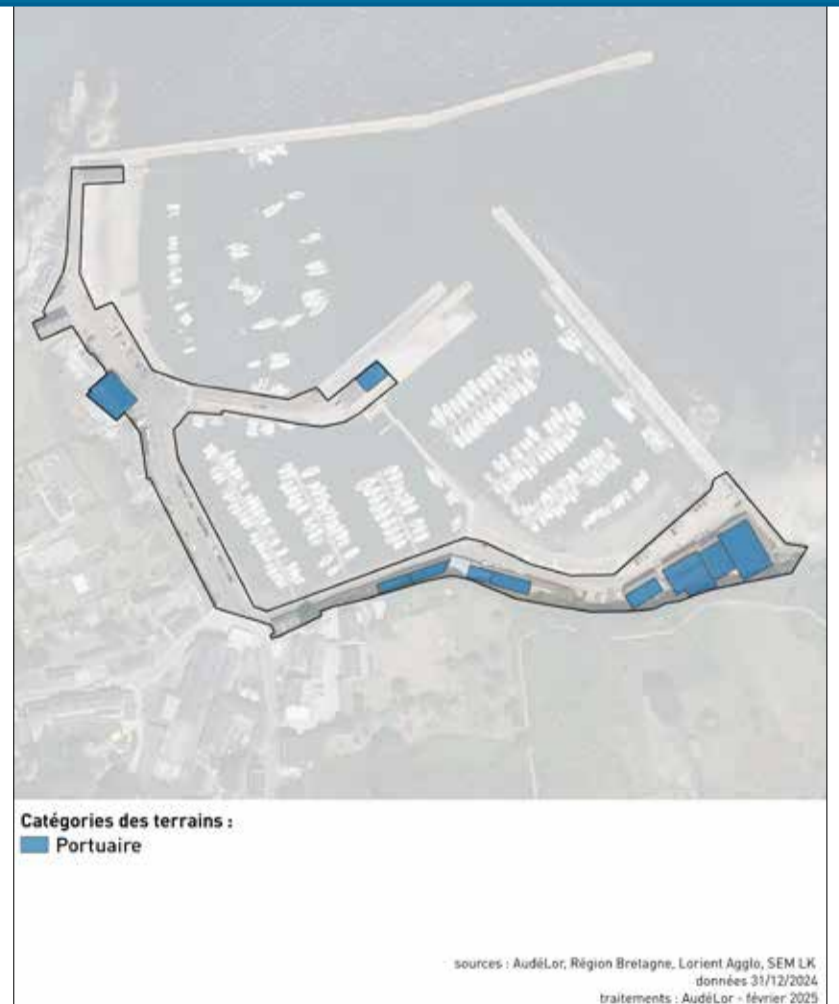 Catégories des terrains :
Portuaire
sources : AudéLor, Région Bretagne, Lorient Agglo, SEM LK
données 31/12/2024
traitements : AudéLor - février 2025